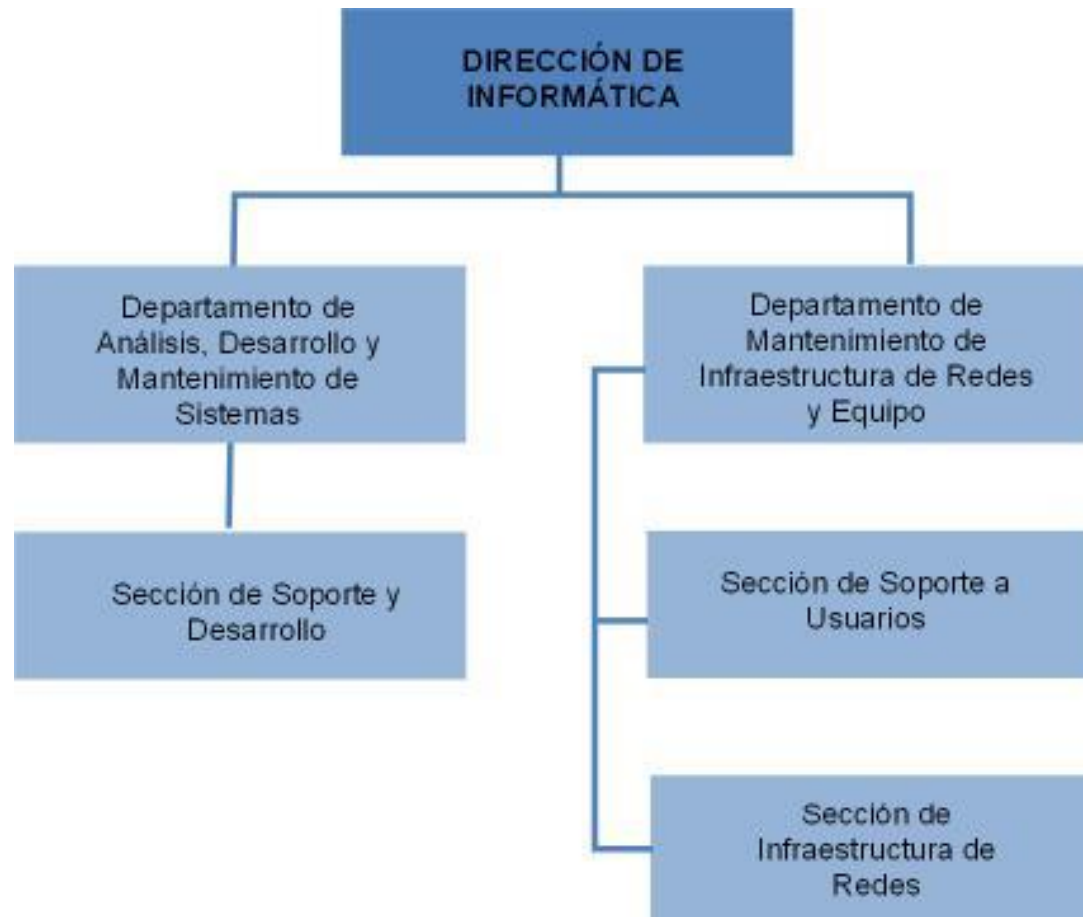 DIRECCIÓN DE
INFORMÁTICA
Departamento de
Análisis, Desarrollo y
Mantenimiento de
Sistemas
Departamento de
Mantenimiento de
Infraestructura de Redes
y Equipo
Sección de Soporte y
Desarrollo
Sección de Soporte a
Usuarios
Sección de
Infraestructura de
Redes